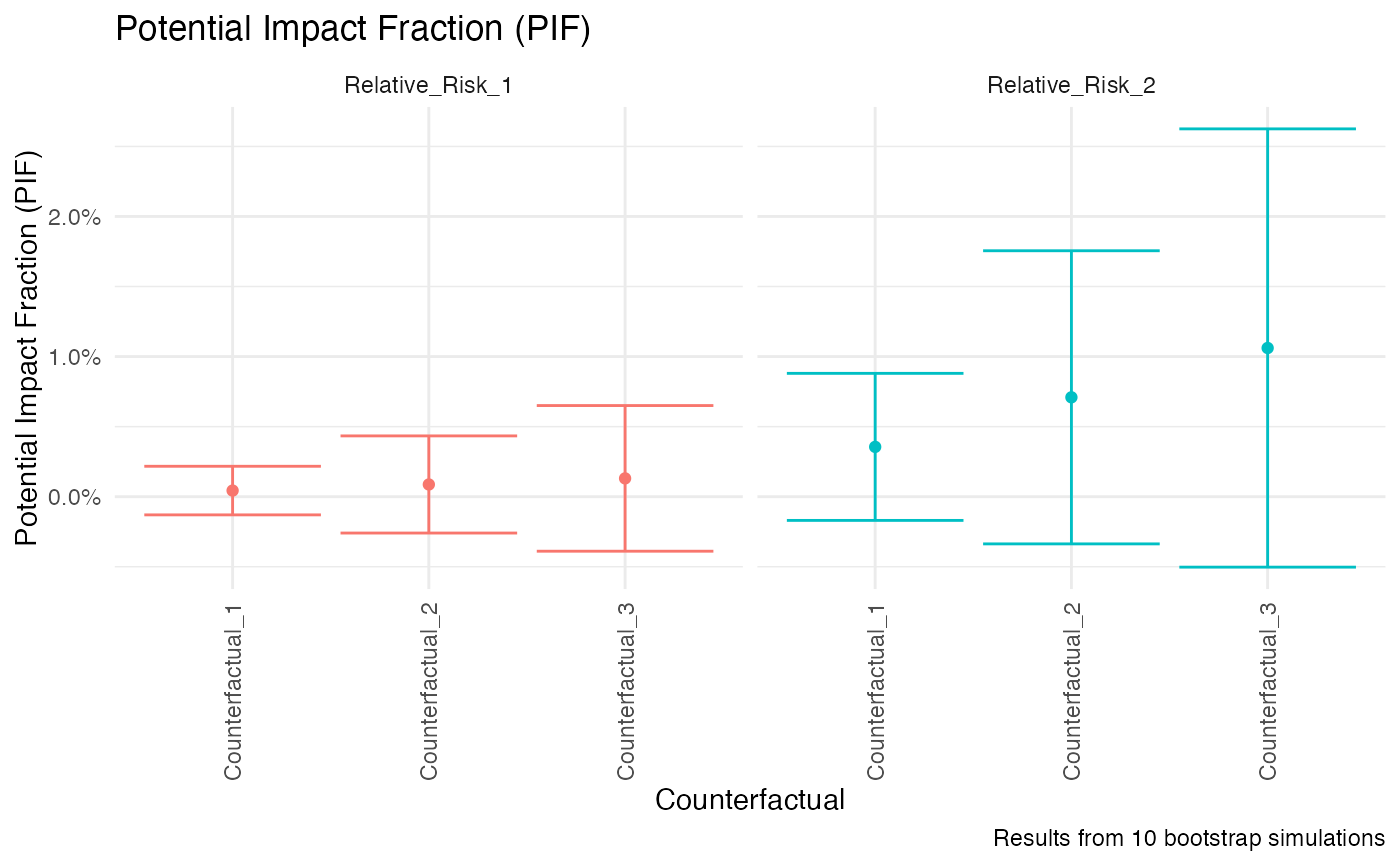 Potential Impact Fraction (PIF)
Relative_Risk_1
Relative_Risk_2
Potential Impact Fraction (PIF)
2.0%
1.0%
0.0%
Counterfactual_1
Counterfactual_2
Counterfactual_3
Counterfactual_1
Counterfactual_2
Counterfactual_3
Counterfactual
Results from 10 bootstrap simulations